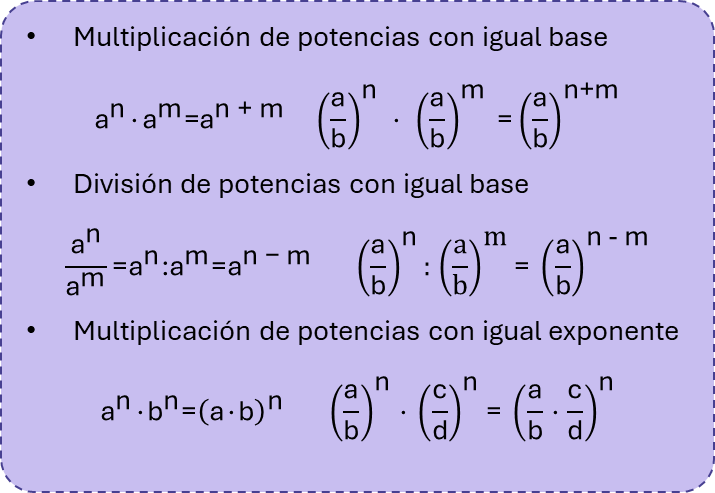 • Multiplicación de potencias con igual base
aⁿ · aᵐ=aⁿ ⁺ ᵐ (a/b)ⁿ · (a/b)ᵐ = (a/b)ⁿ⁺ᵐ
• División de potencias con igual base
aⁿ/aᵐ=aⁿ:aᵐ=aⁿ ⁻ ᵐ (a/b)ⁿ : (a/b)ᵐ = (a/b)ⁿ ⁻ ᵐ
• Multiplicación de potencias con igual exponente
aⁿ · bⁿ=(a · b)ⁿ (a/b)ⁿ · (c/d)ⁿ = (a/b · c/d)ⁿ